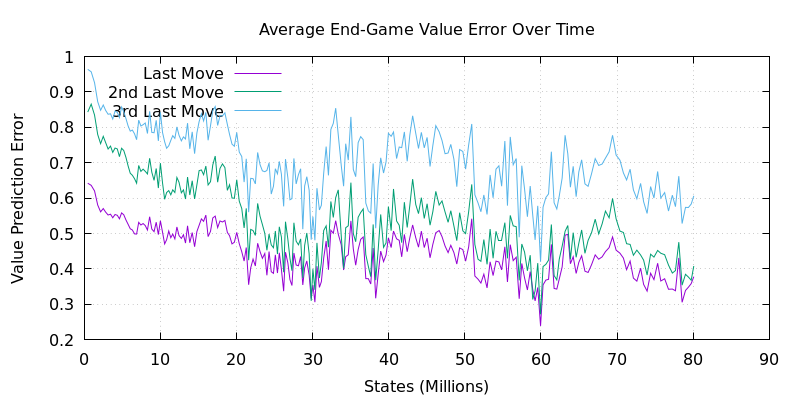 Average End-Game Value Error Over Time
Value Prediction Error
1
0.9
0.8
0.7
0.6
0.5
0.4
0.3
0.2
Last Move
2nd Last Move
3rd Last Move
0 10 20 30 40 50 60 70 80 90
States (Millions)